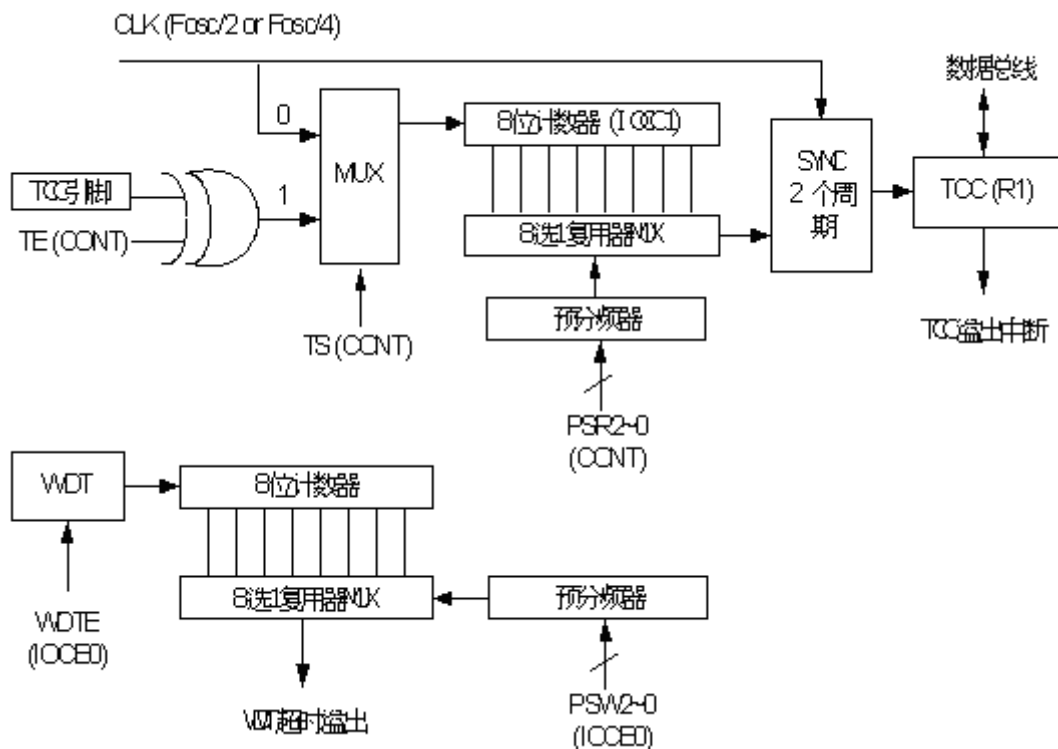 CLK (Fosc/2 or Fosc/4)
数据总线
0
8位计数器 (IOCC1)
MUX
SYNC
2 个周
期
TCC (R1)
TCC引脚
1
TE (CONT)
8选1复用器MUX
TS (CONT)
预分频器
TCC溢出中断
PSR2~0
(CONT)
WDT
8位计数器
8选1复用器MUX
预分频器
WDTE
(IOCE0)
WDT超时溢出
PSW2~0
(IOCE0)